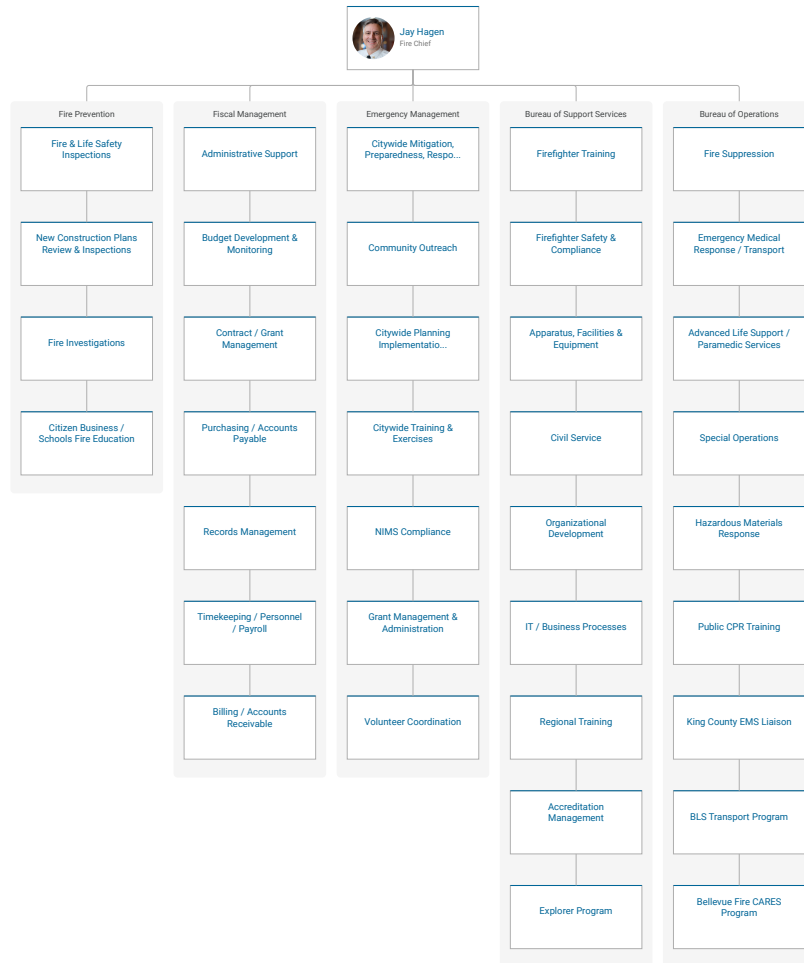 Jay Hagen
Fire Chief
Fire Prevention
Fire & Life Safety
Inspections
New Construction Plans
Review & Inspections
Fire Investigations
Citizen Business /
Schools Fire Education
Fiscal Management
Administrative Support
Budget Development &
Monitoring
Contract / Grant
Management
Purchasing / Accounts
Payable
Records Management
Timekeeping / Personnel
/ Payroll
Billing / Accounts
Receivable
Emergency Management
Citywide Mitigation,
Preparedness, Respo...
Community Outreach
Citywide Planning
Implementatio...
Citywide Training &
Exercises
NIMS Compliance
Grant Management &
Administration
Volunteer Coordination
Bureau of Support Services
Firefighter Training
Firefighter Safety &
Compliance
Apparatus, Facilities &
Equipment
Civil Service
Organizational
Development
IT / Business Processes
Regional Training
Accreditation
Management
Explorer Program
Bureau of Operations
Fire Suppression
Emergency Medical
Response / Transport
Advanced Life Support /
Paramedic Services
Special Operations
Hazardous Materials
Response
Public CPR Training
King County EMS Liaison
BLS Transport Program
Bellevue Fire CARES
Program